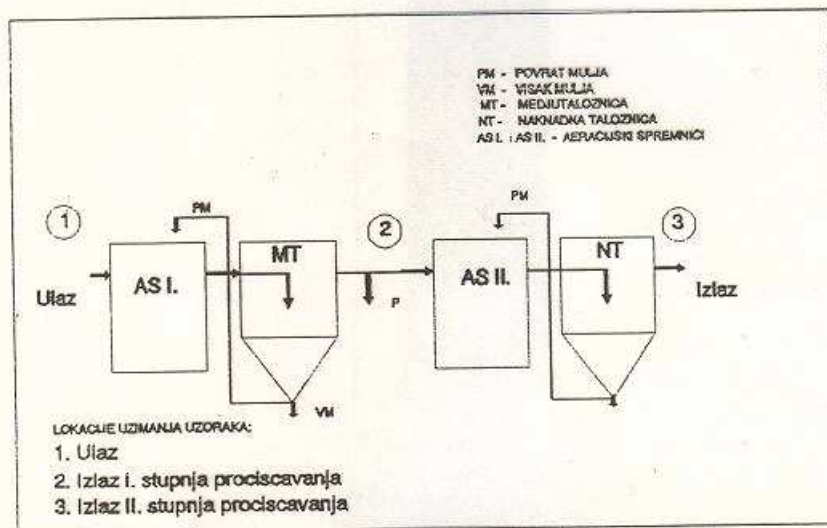 PM - POVRAT MULJA
VM - VISAK MULJA
MT - MEDJUTALOZNICA
NT - NAKNADNA TALOZNICA
AS I. i AS II. - AERACIJSKI SPREMNICI
1
PM
2
PM
3
Ulaz
AS I.
MT
P
AS II.
NT
Izlaz
VM
LOKACIJE UZIMANJA UZORAKA:
1. Ulaz
2. Izlaz I. stupnja prociscavanja
3. Izlaz II. stupnja prociscavanja